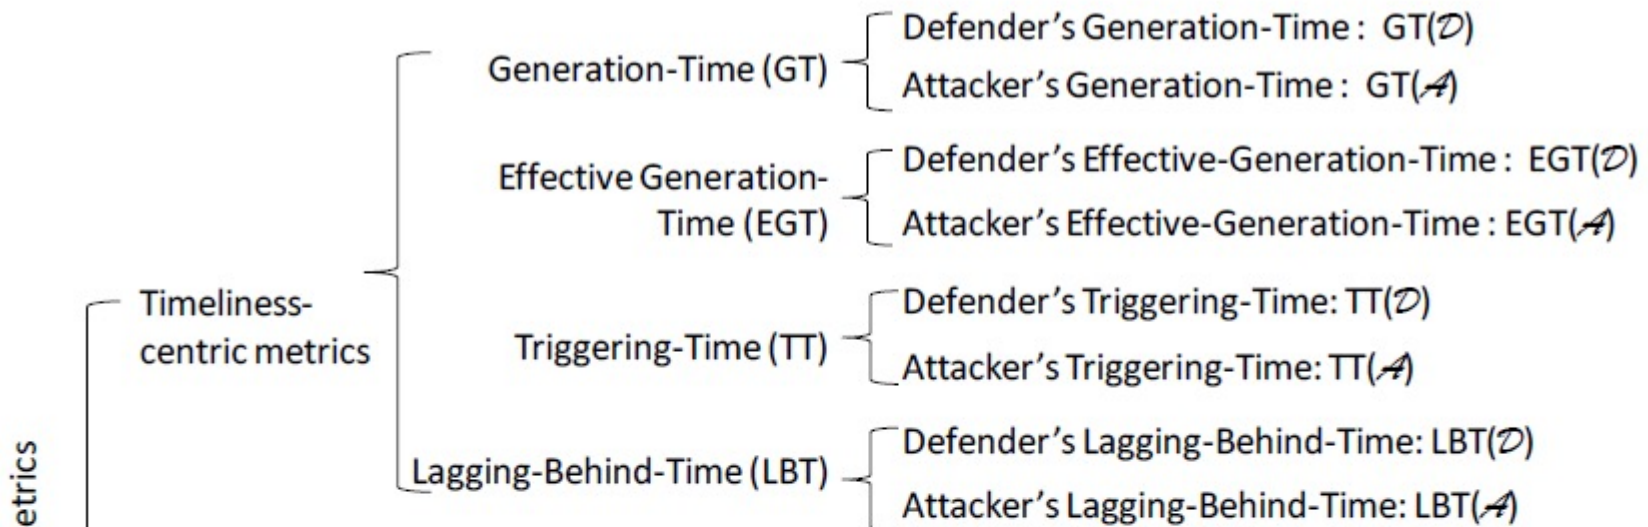 Defender's Generation-Time : GT(𝒟)
Generation-Time (GT)
Attacker's Generation-Time : GT(𝒜)
Defender's Effective-Generation-Time : EGT(𝒟)
Effective Generation-
Time (EGT)
Attacker's Effective-Generation-Time : EGT(𝒜)
Timeliness-
centric metrics
Defender's Triggering-Time: TT(𝒟)
Triggering-Time (TT)
Attacker's Triggering-Time: TT(𝒜)
Defender's Lagging-Behind-Time: LBT(𝒟)
Lagging-Behind-Time (LBT)
Attacker's Lagging-Behind-Time: LBT(𝒜)
etrics